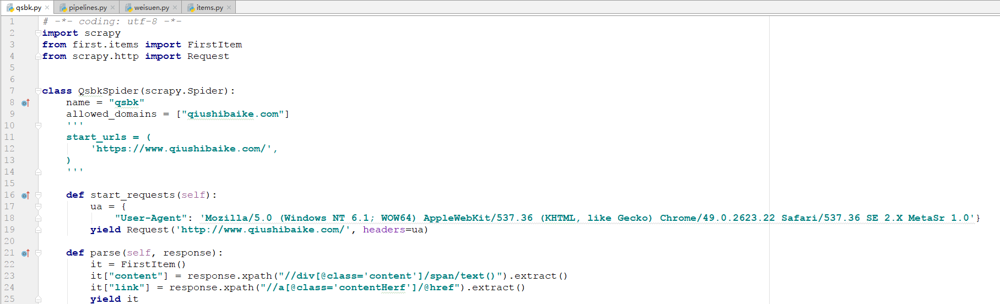 qsbk.py pipelines.py weisuen.py items.py
1 # -*- coding: utf-8 -*-
2 import scrapy
3 from first.items import FirstItem
4 from scrapy.http import Request
5
6
7 class QsbkSpider(scrapy.Spider):
8     name = "qsbk"
9     allowed_domains = ["qiushibaike.com"]
10     '''
11     start_urls = (
12         'https://www.qiushibaike.com/',
13     )
14     '''
15
16     def start_requests(self):
17         ua = {
18             "User-Agent": 'Mozilla/5.0 (Windows NT 6.1; WOW64) AppleWebKit/537.36 (KHTML, like Gecko) Chrome/49.0.2623.22 Safari/537.36 SE 2.X MetaSr 1.0'}
19         yield Request('http://www.qiushibaike.com/', headers=ua)
20
21     def parse(self, response):
22         it = FirstItem()
23         it["content"] = response.xpath("//div[@class='content']/span/text()").extract()
24         it["link"] = response.xpath("//a[@class='contentHerf']/@href").extract()
25         yield it